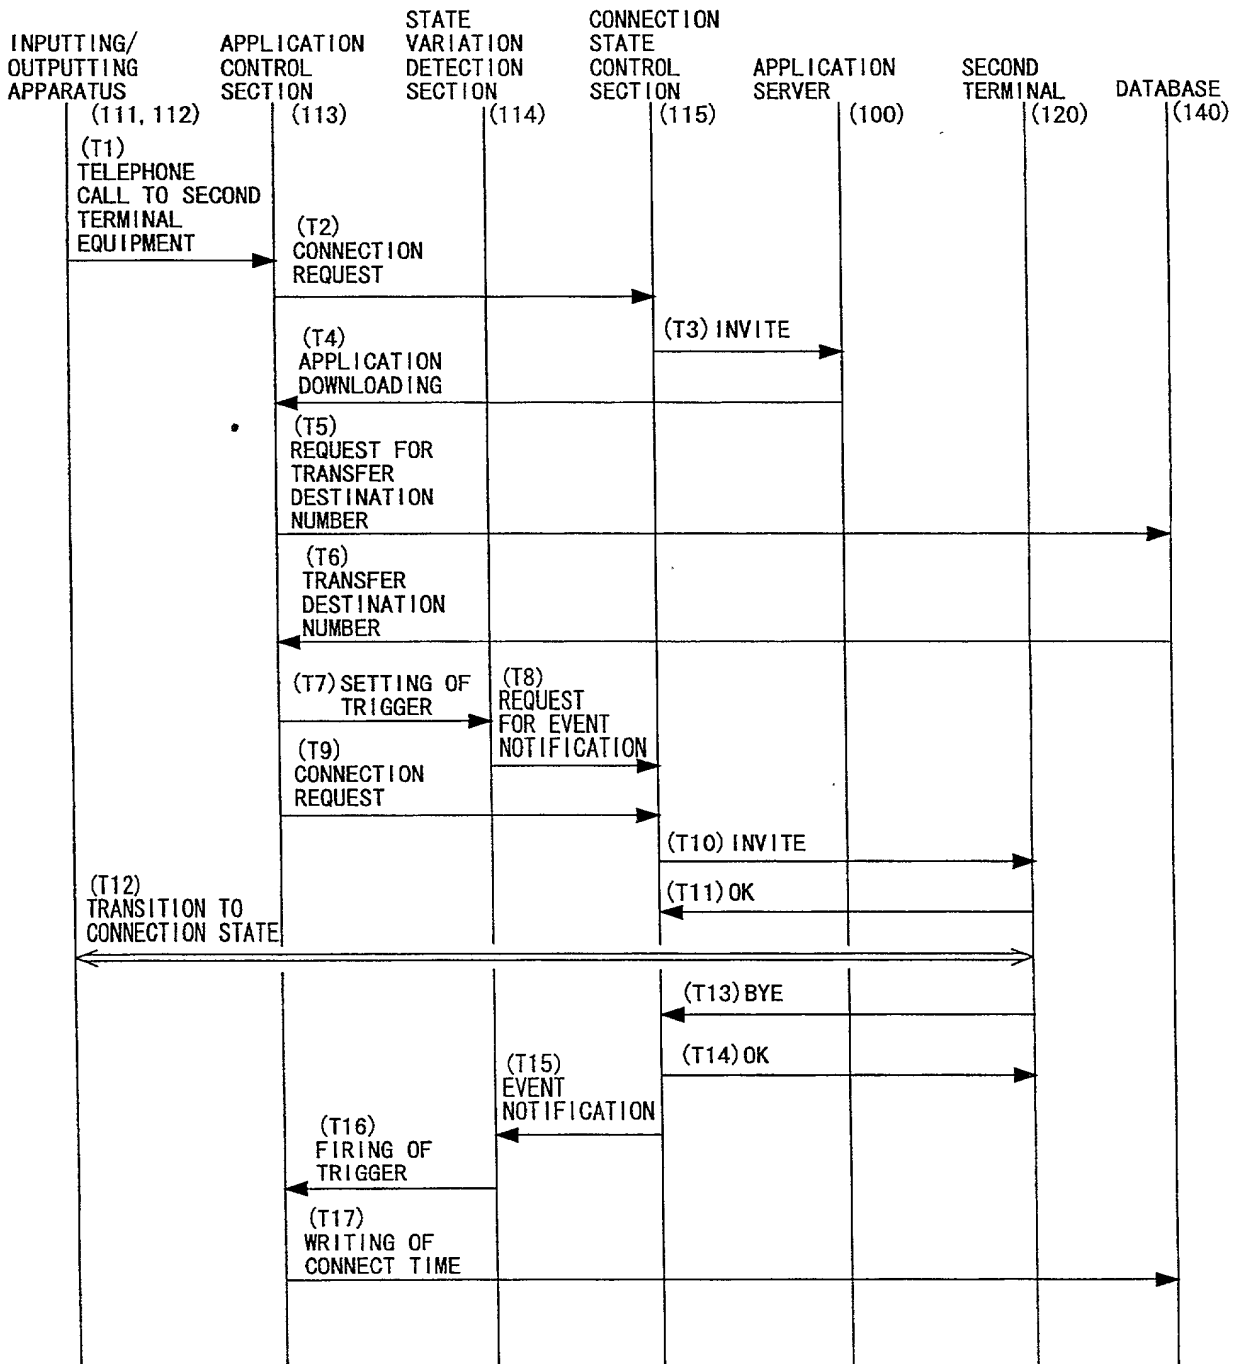 INPUTTING/
OUTPUTTING
APPARATUS
(111, 112)
APPLICATION
CONTROL
SECTION
(113)
STATE
VARIATION
DETECTION
SECTION
(114)
CONNECTION
STATE
CONTROL
SECTION
(115)
APPLICATION
SERVER
(100)
SECOND
TERMINAL
(120)
DATABASE
(140)
(T1)
TELEPHONE
CALL TO SECOND
TERMINAL
EQUIPMENT
(T2)
CONNECTION
REQUEST
(T3) INVITE
(T4)
APPLICATION
DOWNLOADING
(T5)
REQUEST FOR
TRANSFER
DESTINATION
NUMBER
(T6)
TRANSFER
DESTINATION
NUMBER
(T7) SETTING OF
TRIGGER
(T8)
REQUEST
FOR EVENT
NOTIFICATION
(T9)
CONNECTION
REQUEST
(T10) INVITE
(T11) OK
(T12)
TRANSITION TO
CONNECTION STATE
(T13) BYE
(T14) OK
(T15)
EVENT
NOTIFICATION
(T16)
FIRING OF
TRIGGER
(T17)
WRITING OF
CONNECT TIME